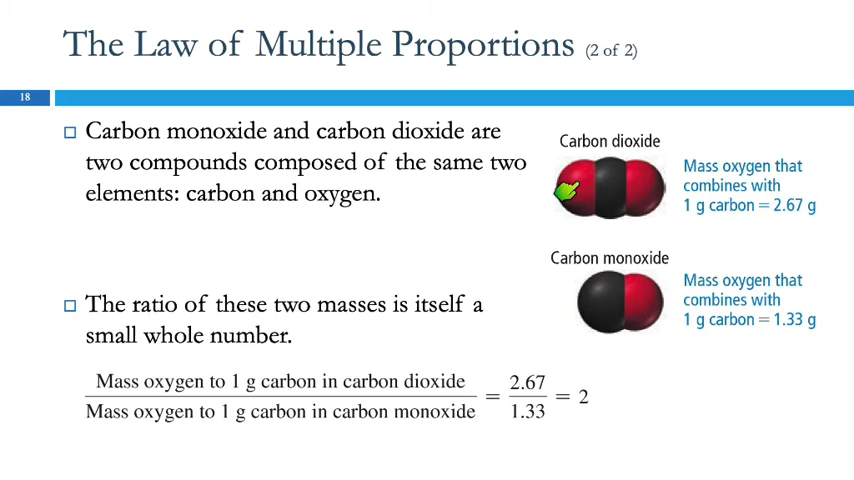 The Law of Multiple Proportions (2 of 2)
18
Carbon monoxide and carbon dioxide are
two compounds composed of the same two
elements: carbon and oxygen.
Carbon dioxide
Mass oxygen that
combines with
1 g carbon = 2.67 g
Carbon monoxide
Mass oxygen that
combines with
1 g carbon = 1.33 g
The ratio of these two masses is itself a
small whole number.
Mass oxygen to 1 g carbon in carbon dioxide
Mass oxygen to 1 g carbon in carbon monoxide
= 2.67 / 1.33 = 2